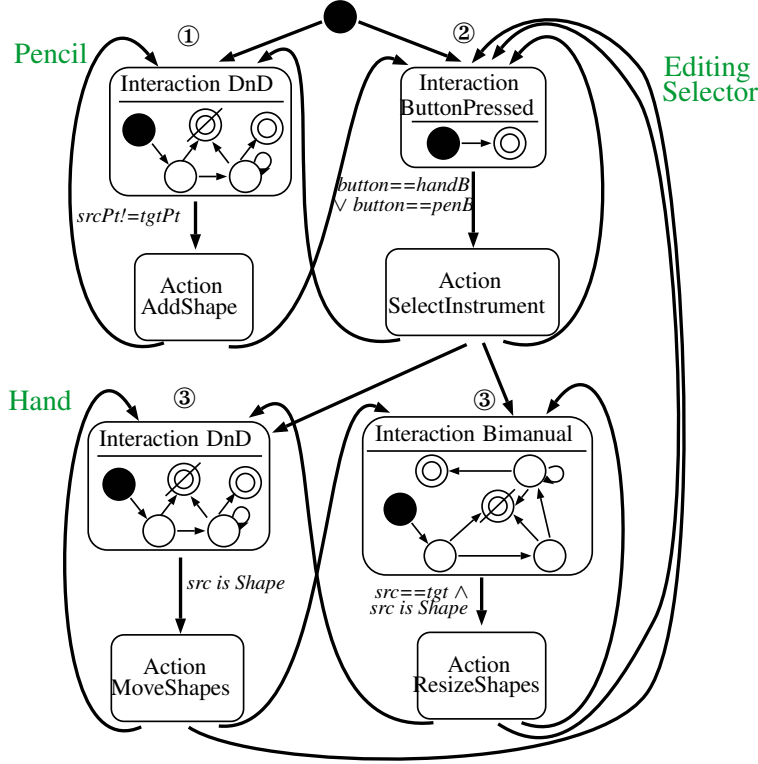 ①
②
Pencil
Editing
Selector
Interaction DnD
Interaction
ButtonPressed
srcPt!=tgtPt
button==handB
∨ button==penB
Action
AddShape
Action
SelectInstrument
Hand
③
③
Interaction DnD
Interaction Bimanual
src is Shape
src==tgt ∧
src is Shape
Action
MoveShapes
Action
ResizeShapes